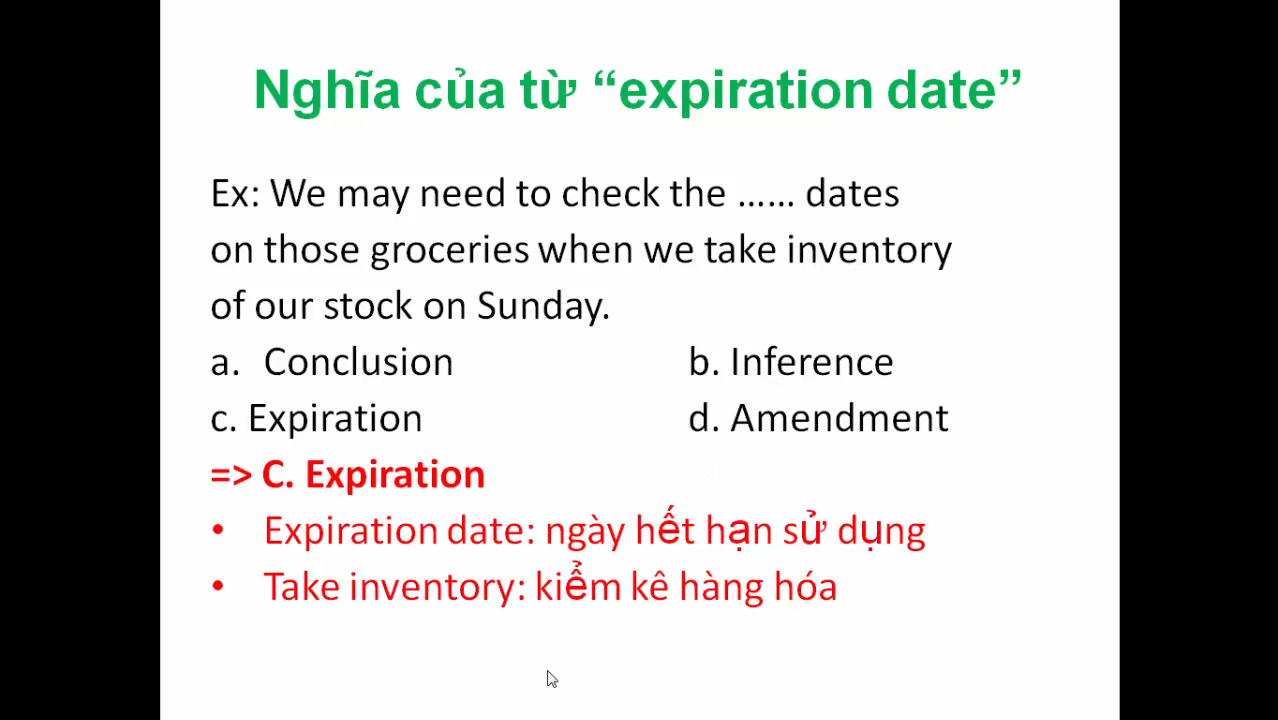 Nghĩa của từ “expiration date”
Ex: We may need to check the …… dates
on those groceries when we take inventory
of our stock on Sunday.
a. Conclusion b. Inference
c. Expiration d. Amendment
=> C. Expiration
• Expiration date: ngày hết hạn sử dụng
• Take inventory: kiểm kê hàng hóa